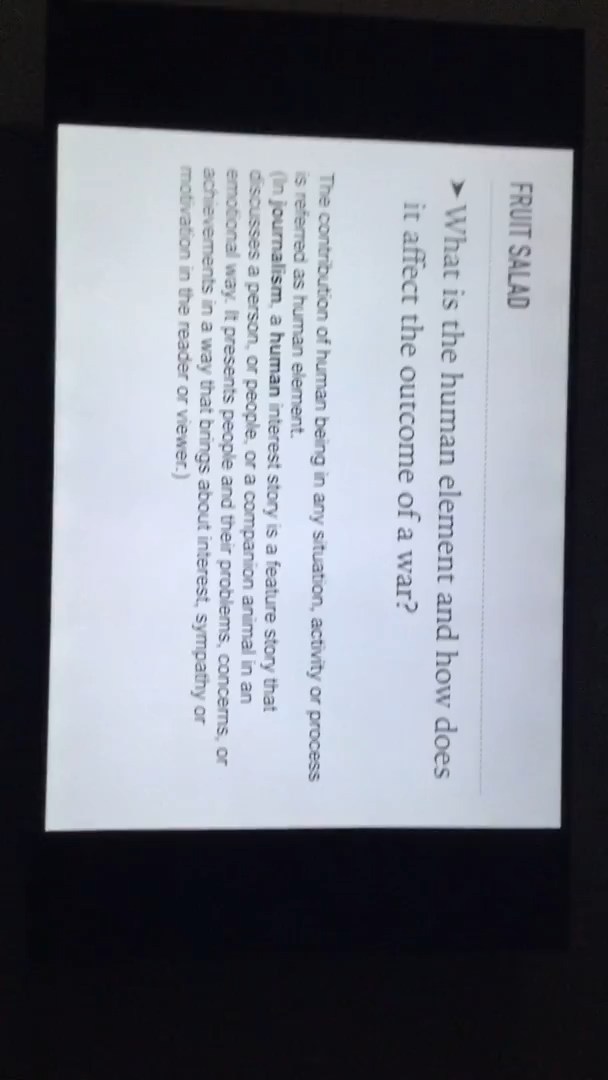 FRUIT SALAD
➤ What is the human element and how does
it affect the outcome of a war?
The contribution of human being in any situation, activity or process
is referred as human element.
(In journalism, a human interest story is a feature story that
discusses a person, or people, or a companion animal in an
emotional way. It presents people and their problems, concerns, or
achievements in a way that brings about interest, sympathy or
motivation in the reader or viewer.)